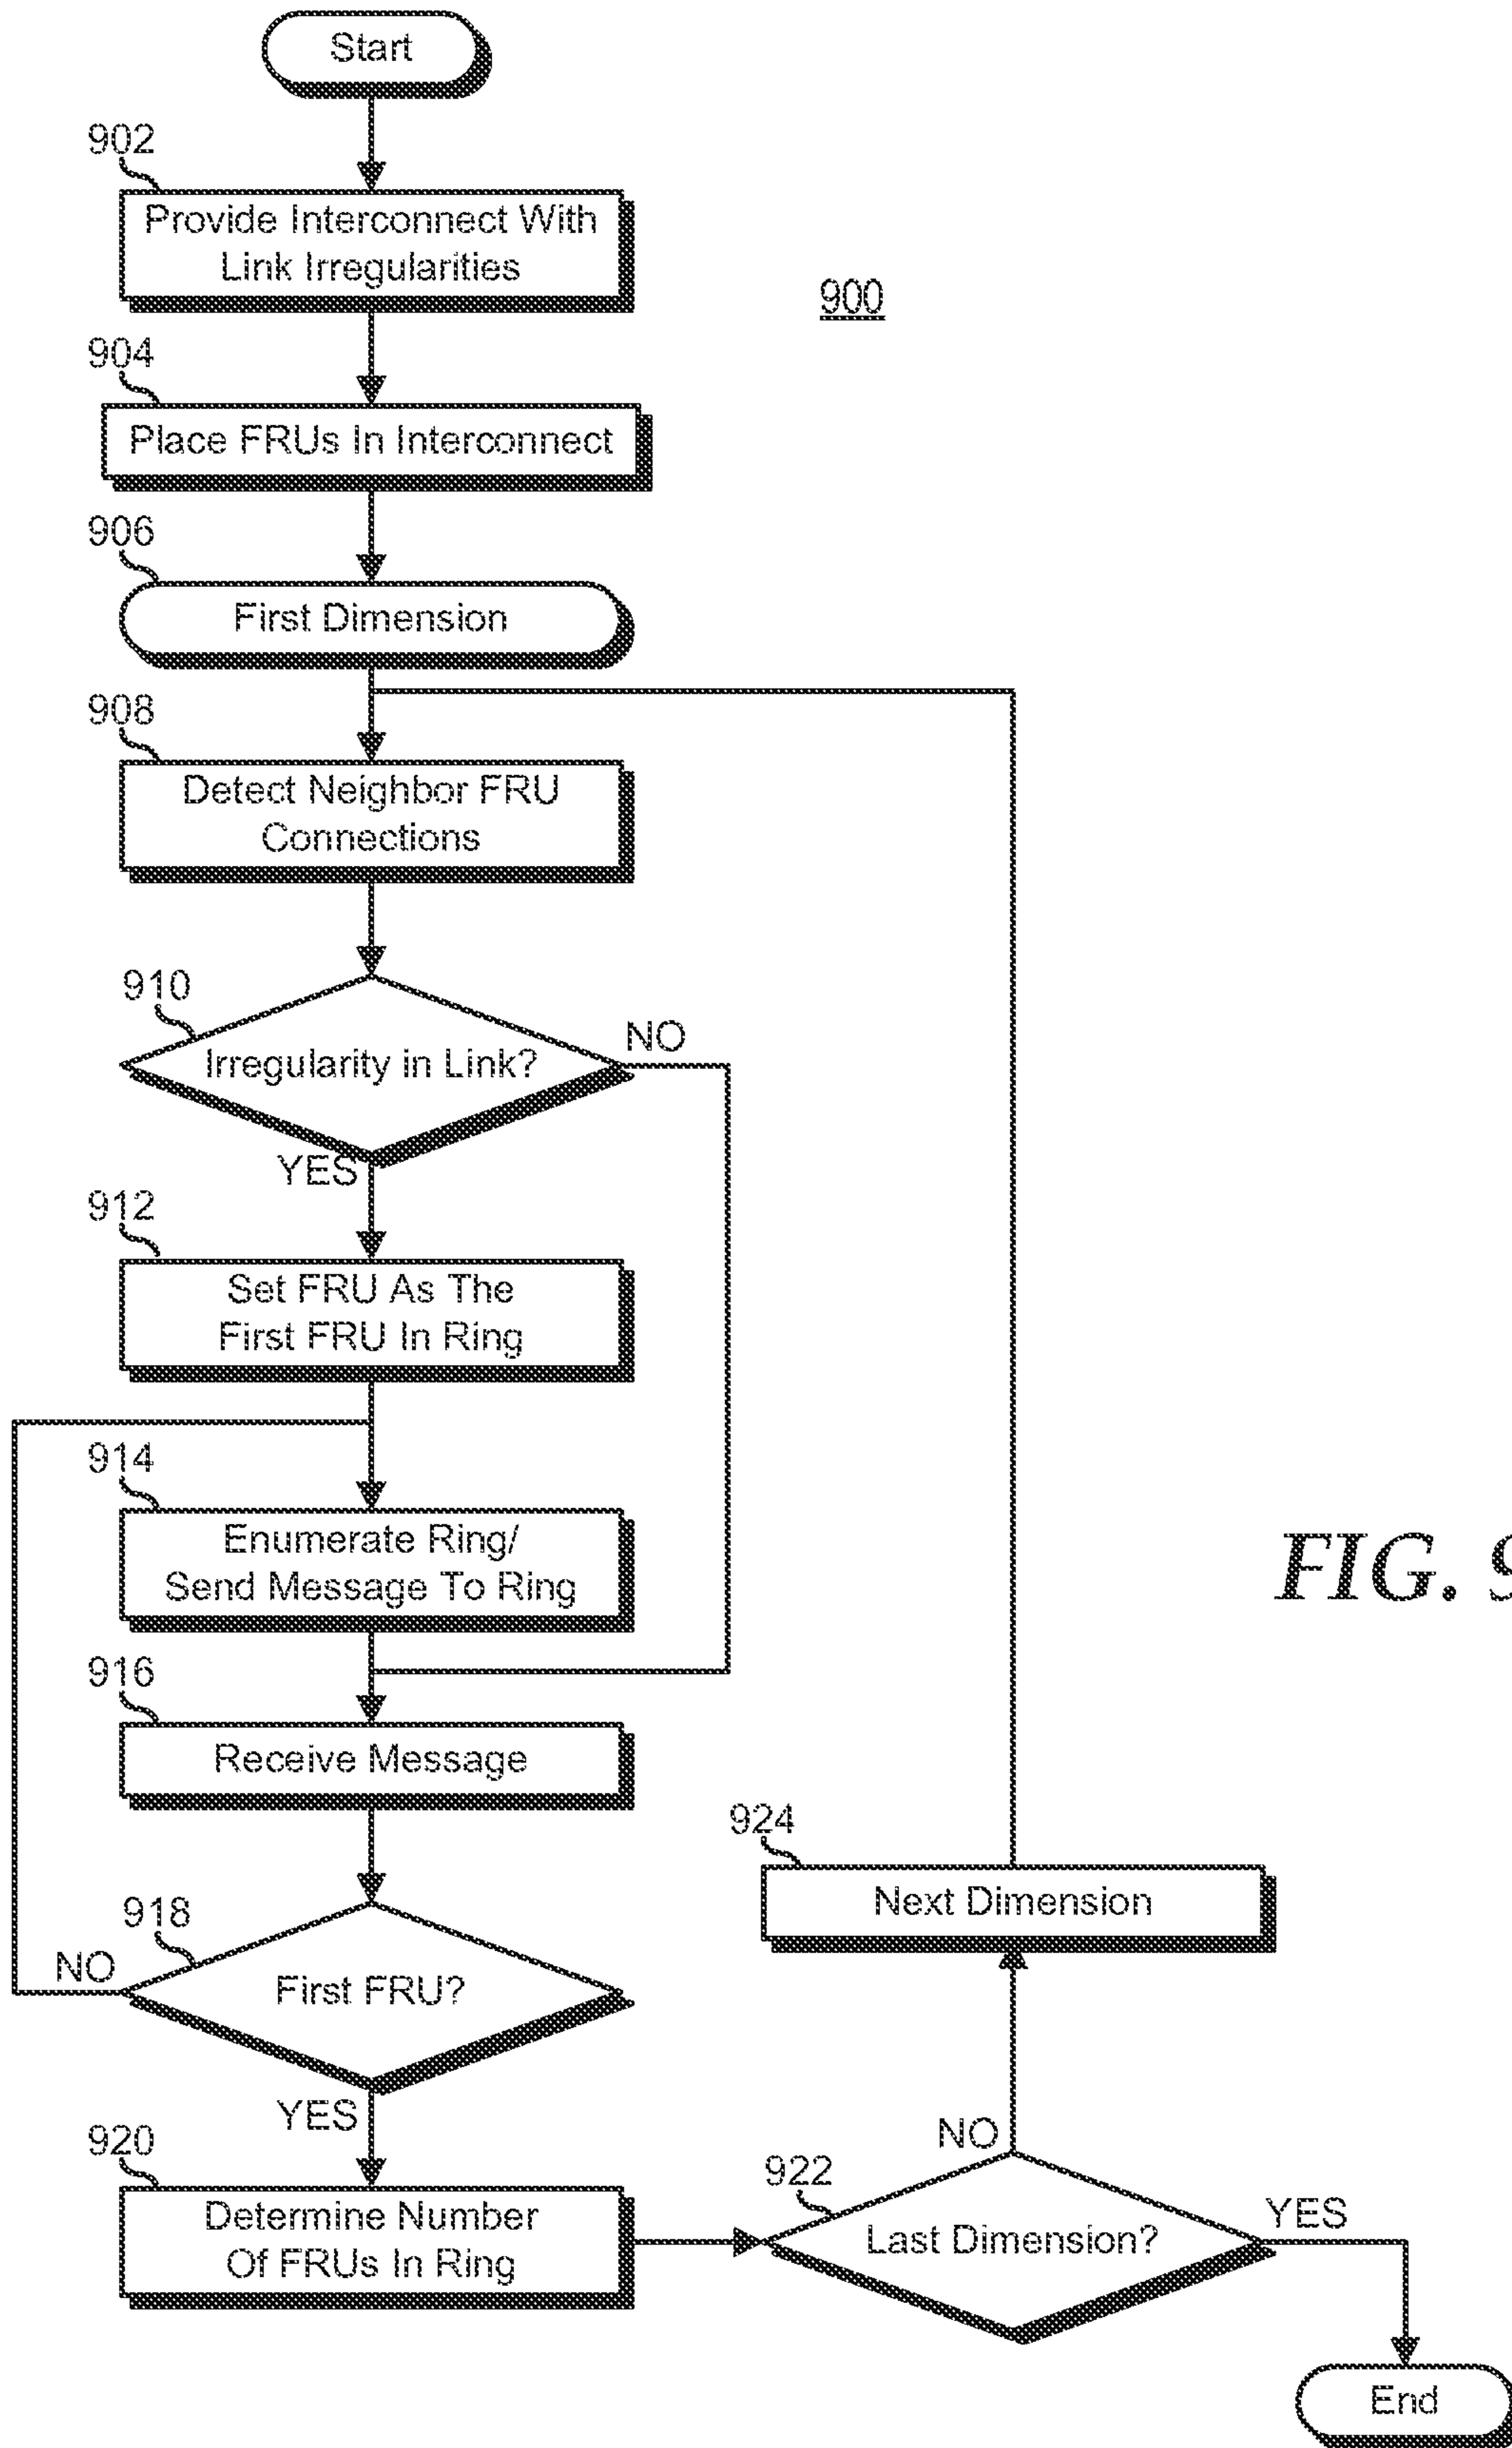 Start
902
Provide Interconnect With
Link Irregularities
900
904
Place FRUs In Interconnect
906
First Dimension
908
Detect Neighbor FRU
Connections
910
Irregularity in Link?
NO
YES
912
Set FRU As The
First FRU In Ring
914
Enumerate Ring/
Send Message To Ring
FIG. 9
916
Receive Message
924
Next Dimension
918
NO
First FRU?
YES
NO
920
Determine Number
Of FRUs In Ring
922
Last Dimension?
YES
End